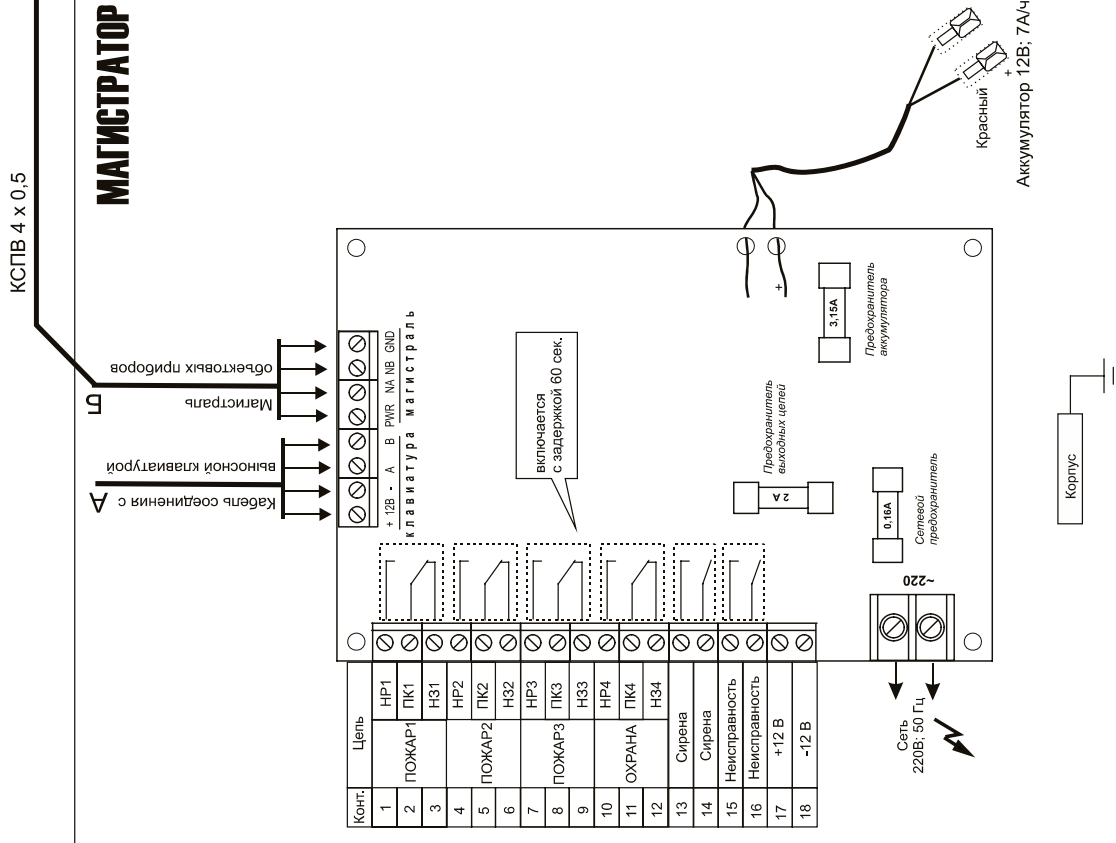 КСПВ 4 x 0,5
МАГИСТРАТОР
П
Магистраль
объектовых приборов
А
Кабель соединения с
выносной клавиатурой
+ 12В - А В PWR NA NB GND
клавиатура магистраль
включается
с задержкой 60 сек.
+
Красный
+
Аккумулятор 12В; 7А/ч
3,15А
Предохранитель
аккумулятора
Предохранитель
выходных цепей
2 А
0,16А
Сетевой
предохранитель
~220
Сеть
220В; 50 Гц
Корпус
Конт. Цепь
1 ПОЖАР1 НР1
2 ПК1
3 НЗ1
4 ПОЖАР2 НР2
5 ПК2
6 НЗ2
7 ПОЖАР3 НР3
8 ПК3
9 НЗ3
10 ОХРАНА НР4
11 ПК4
12 НЗ4
13 Сирена
14 Сирена
15 Неисправность
16 Неисправность
17 +12 В
18 -12 В